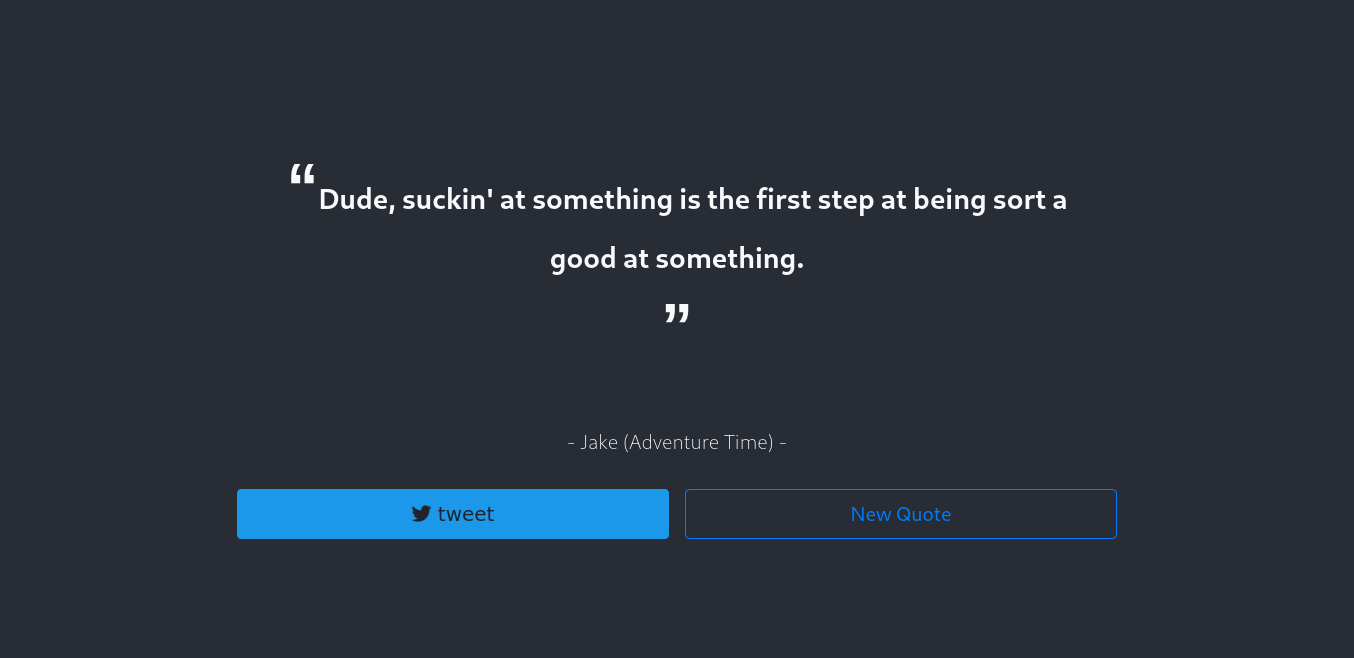 “Dude, suckin' at something is the first step at being sort a
good at something.
”
- Jake (Adventure Time) -
tweet
New Quote